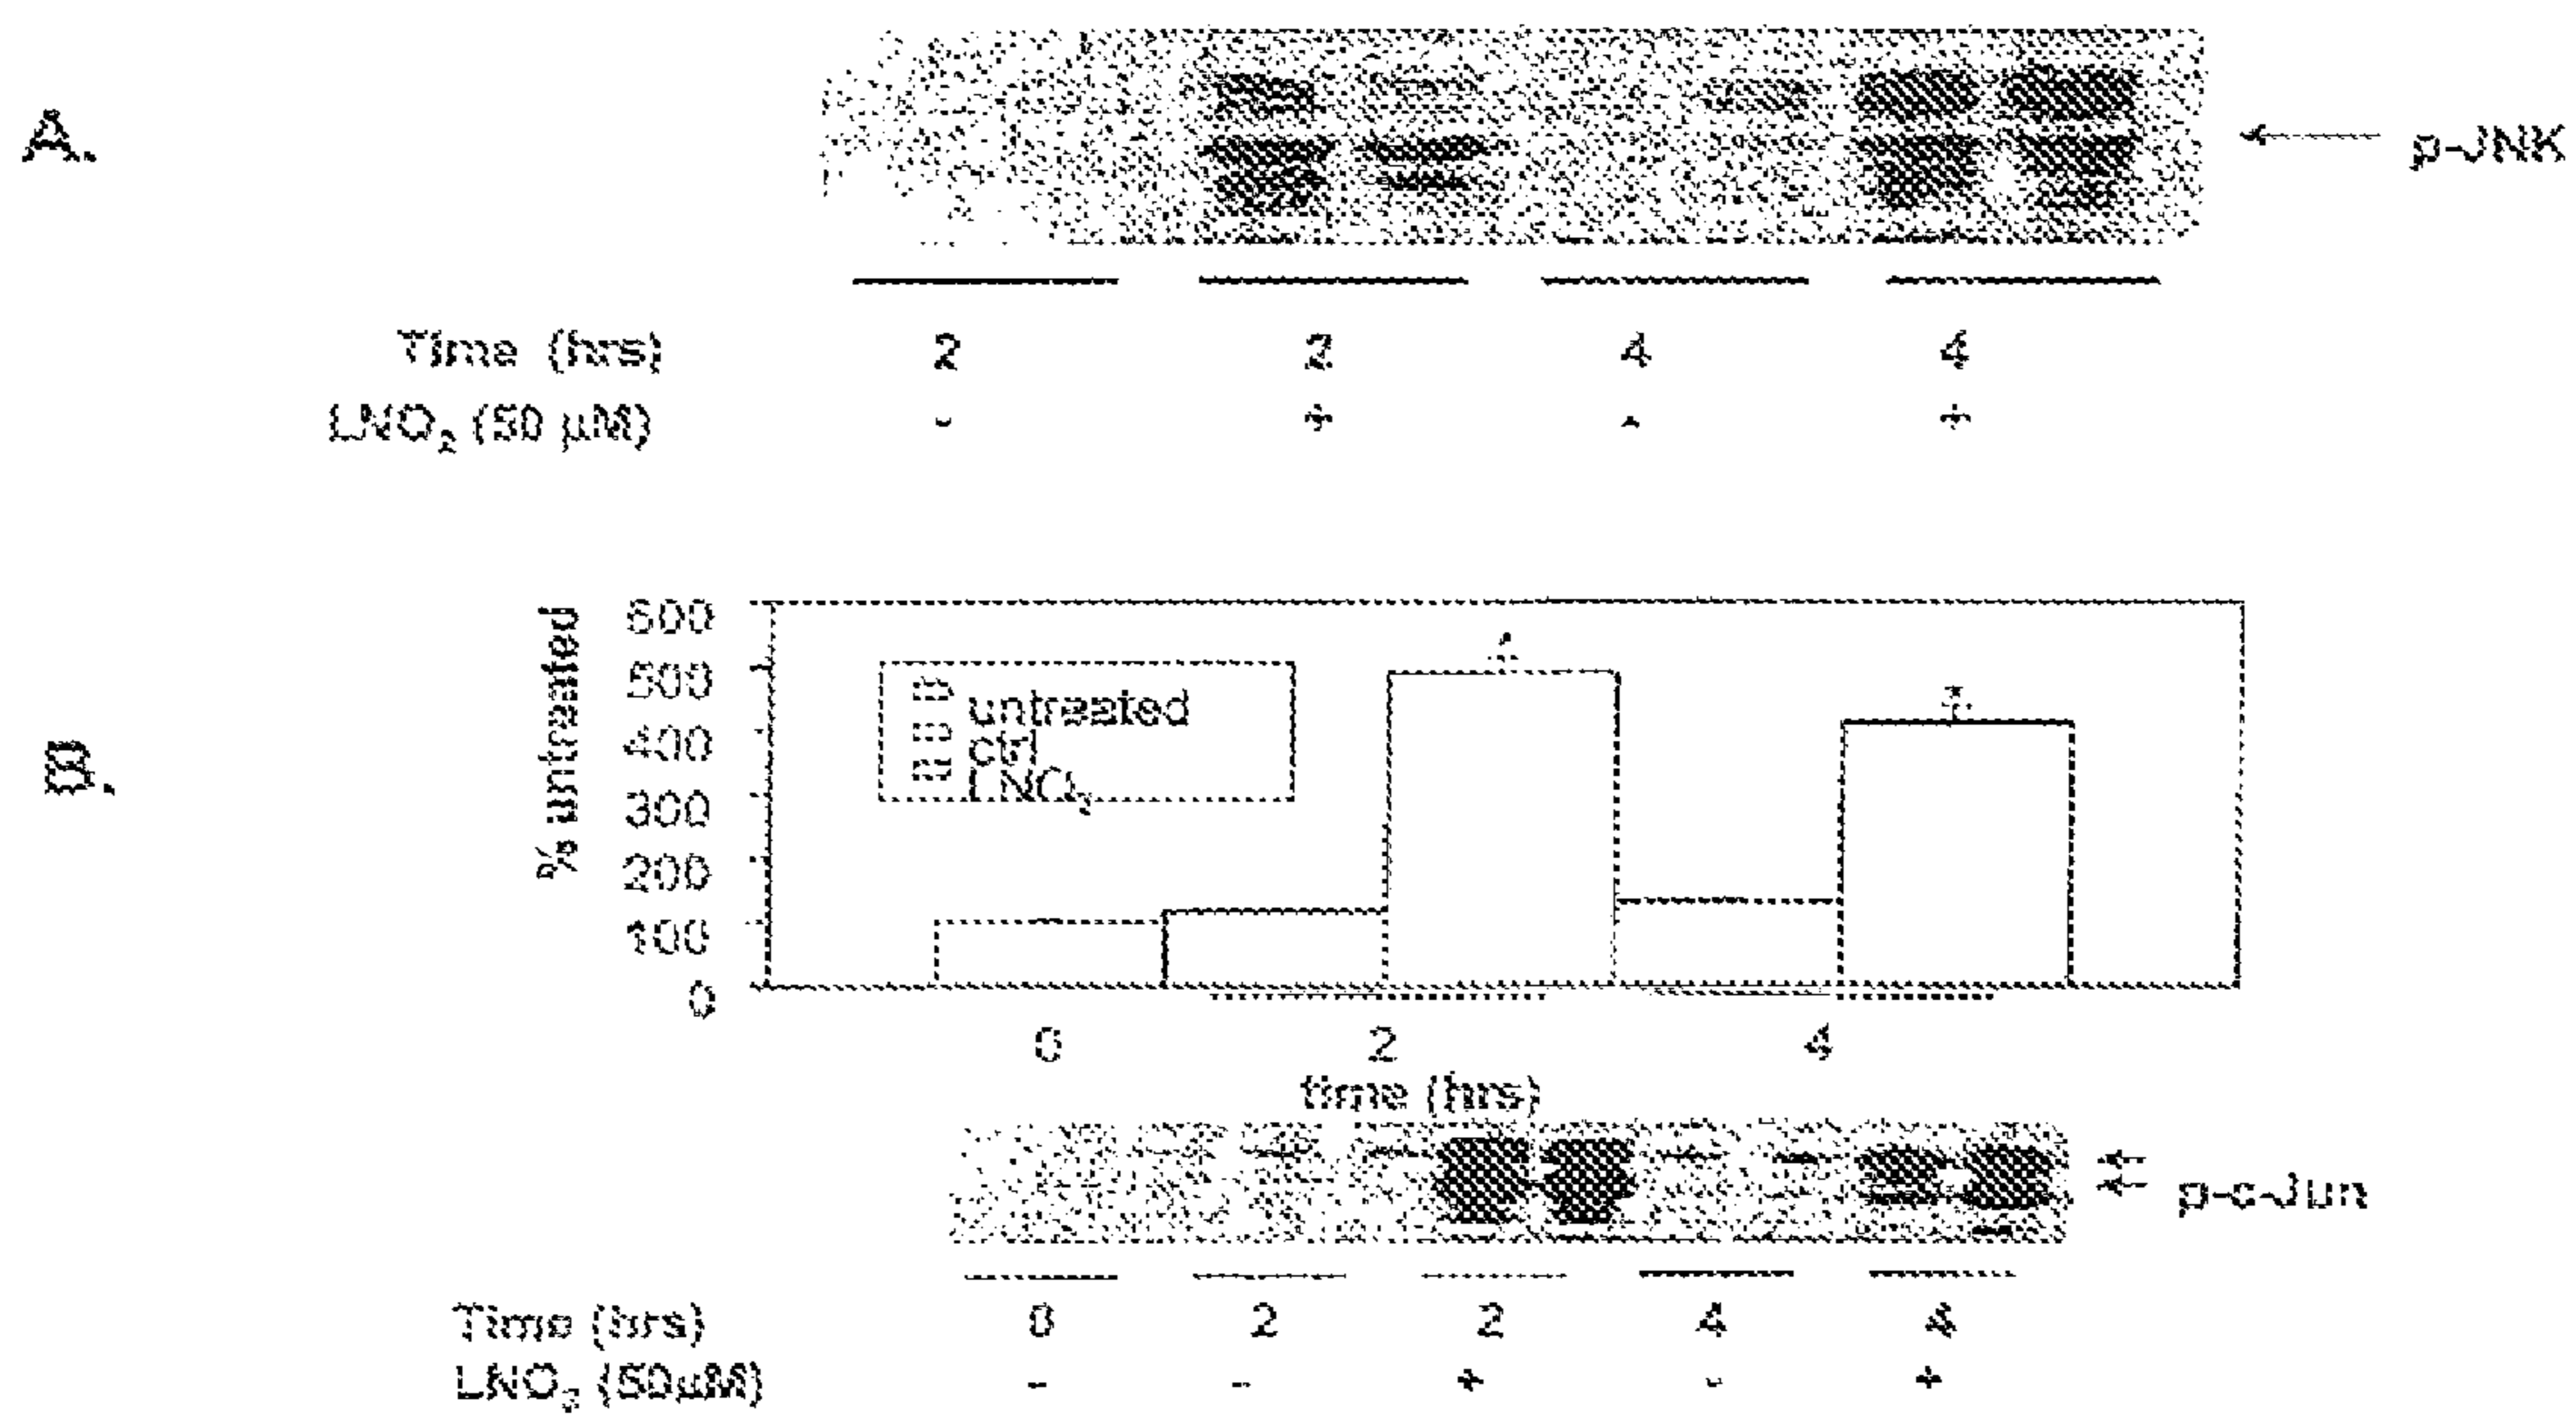 A.
p-JNK
Time (hrs) 2 2 4 4
LNO₂ (50 µM) - + - +
B.
% untreated
600
500
400
300
200
100
0
untreated
ctrl
LNO₂
0 2 4
time (hrs)
p-c-Jun
Time (hrs) 0 2 2 4 4
LNO₂ (50µM) - - + - +